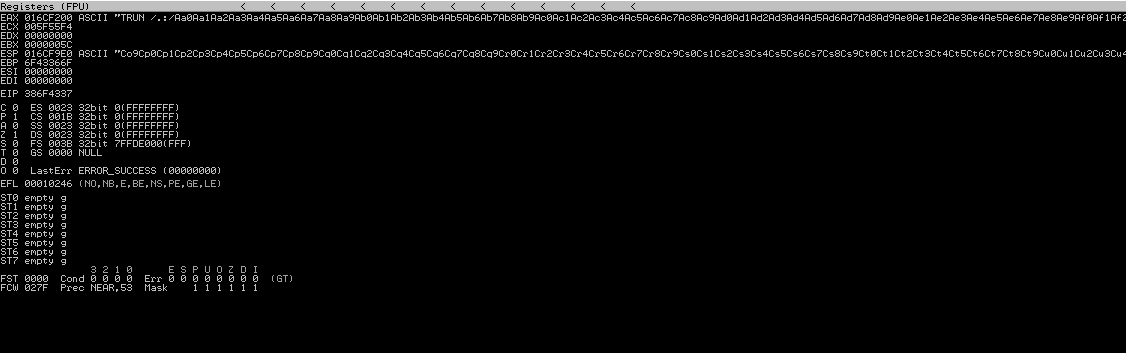 Registers (FPU) < < < < < < < < < < < < < <
EAX 016CF200 ASCII "TRUN /.:/Aa0Aa1Aa2Aa3Aa4Aa5Aa6Aa7Aa8Aa9Ab0Ab1Ab2Ab3Ab4Ab5Ab6Ab7Ab8Ab9Ac0Ac1Ac2Ac3Ac4Ac5Ac6Ac7Ac8Ac9Ad0Ad1Ad2Ad3Ad4Ad5Ad6Ad7Ad8Ad9Ae0Ae1Ae2Ae3Ae4Ae5Ae6Ae7Ae8Ae9Af0Af1Af2
ECX 005F55F4
EDX 00000000
EBX 0000005C
ESP 016CF9E0 ASCII "Co9Cp0Cp1Cp2Cp3Cp4Cp5Cp6Cp7Cp8Cp9Cq0Cq1Cq2Cq3Cq4Cq5Cq6Cq7Cq8Cq9Cr0Cr1Cr2Cr3Cr4Cr5Cr6Cr7Cr8Cr9Cs0Cs1Cs2Cs3Cs4Cs5Cs6Cs7Cs8Cs9Ct0Ct1Ct2Ct3Ct4Ct5Ct6Ct7Ct8Ct9Cu0Cu1Cu2Cu3Cu4
EBP 6F43366F
ESI 00000000
EDI 00000000
EIP 386F4337
C 0 ES 0023 32bit 0(FFFFFFFF)
P 1 CS 001B 32bit 0(FFFFFFFF)
A 0 SS 0023 32bit 0(FFFFFFFF)
Z 1 DS 0023 32bit 0(FFFFFFFF)
S 0 FS 003B 32bit 7FFDE000(FFF)
T 0 GS 0000 NULL
D 0
O 0 LastErr ERROR_SUCCESS (00000000)
EFL 00010246 (NO,NB,E,BE,NS,PE,GE,LE)
ST0 empty g
ST1 empty g
ST2 empty g
ST3 empty g
ST4 empty g
ST5 empty g
ST6 empty g
ST7 empty g
3 2 1 0 E S P U O Z D I
FST 0000 Cond 0 0 0 0 Err 0 0 0 0 0 0 0 0 (GT)
FCW 027F Prec NEAR,53 Mask 1 1 1 1 1 1